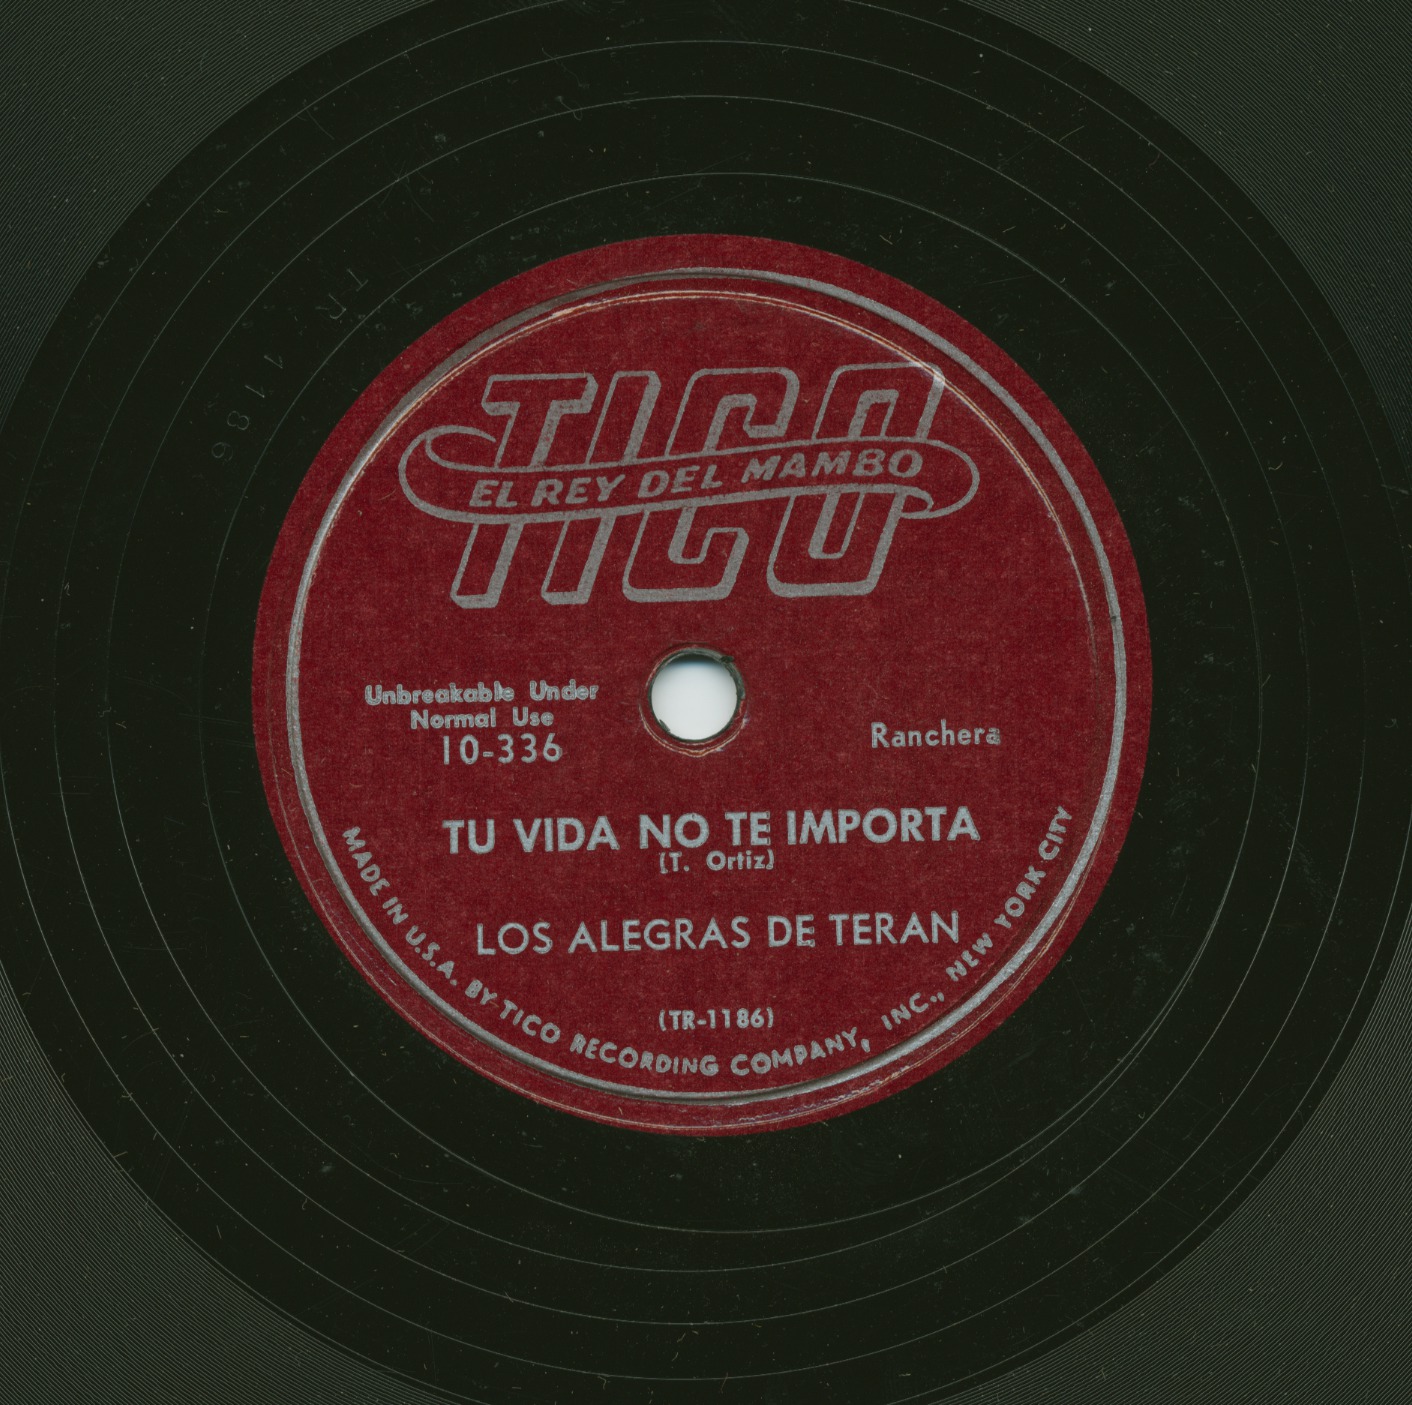 TICO
EL REY DEL MAMBO
Unbreakable Under
Normal Use
10-336
Ranchera
TU VIDA NO TE IMPORTA
(T. Ortiz)
LOS ALEGRAS DE TERAN
(TR-1186)
MADE IN U.S.A. BY TICO RECORDING COMPANY, INC., NEW YORK CITY
TR 1186